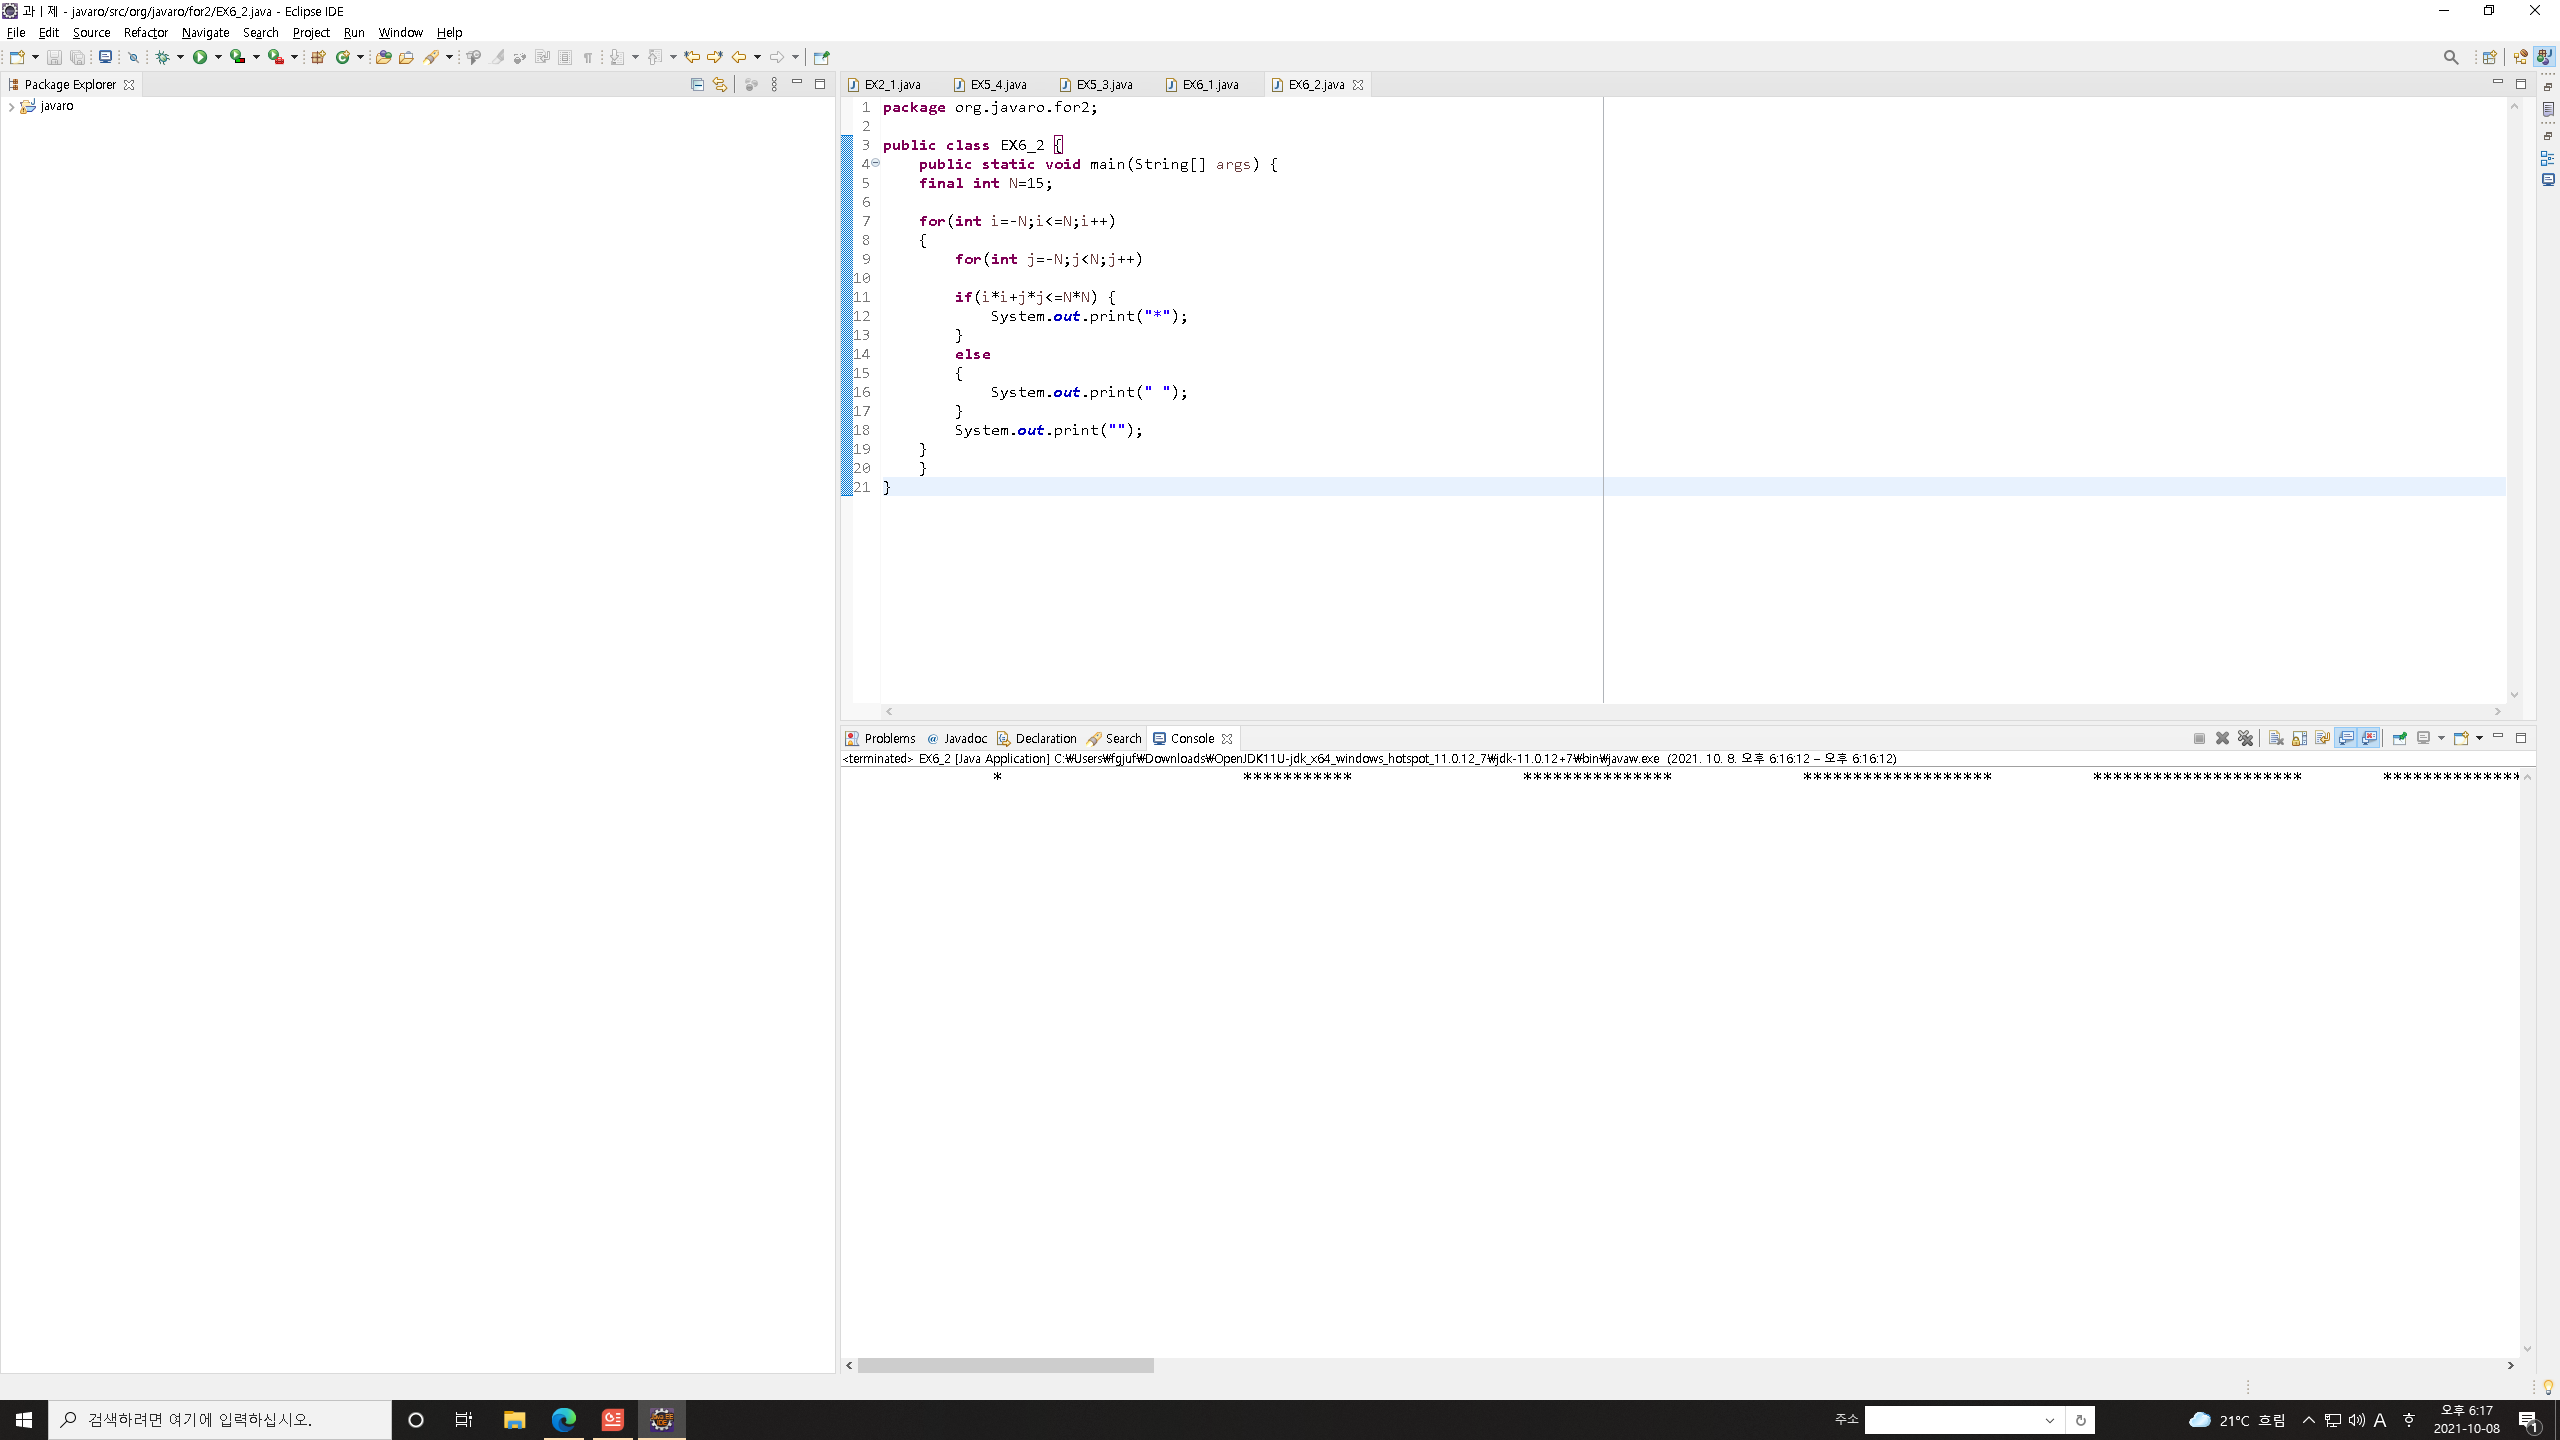 과ㅣ제 - javaro/src/org/javaro/for2/EX6_2.java - Eclipse IDE
File Edit Source Refactor Navigate Search Project Run Window Help
Package Explorer
javaro
EX2_1.java EX5_4.java EX5_3.java EX6_1.java EX6_2.java
1 package org.javaro.for2;
2
3 public class EX6_2 {
4     public static void main(String[] args) {
5     final int N=15;
6
7     for(int i=-N;i<=N;i++)
8     {
9         for(int j=-N;j<N;j++)
10
11         if(i*i+j*j<=N*N) {
12             System.out.print("*");
13         }
14         else
15         {
16             System.out.print(" ");
17         }
18         System.out.print("");
19     }
20     }
21 }
Problems @ Javadoc Declaration Search Console
<terminated> EX6_2 [Java Application] C:₩Users₩fgjuf₩Downloads₩OpenJDK11U-jdk_x64_windows_hotspot_11.0.12_7₩jdk-11.0.12+7₩bin₩javaw.exe (2021. 10. 8. 오후 6:16:12 – 오후 6:16:12)
* *********** *************** ******************* ********************* **************
검색하려면 여기에 입력하십시오.
주소
21°C 흐림
A
오후 6:17
2021-10-08
1